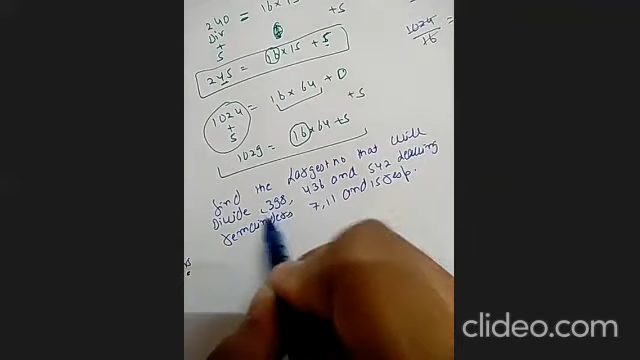 240 = 16×15
Div
+
5
+5
245 = 16×15 + 5
1024
16
=
1024
+
5
= 16×64 + 0
+5
1029 = 16×64+5
find the Largest no that will
Divide 398, 436 and 542 leaving
remainders 7,11 and 15 resp.
clideo.com